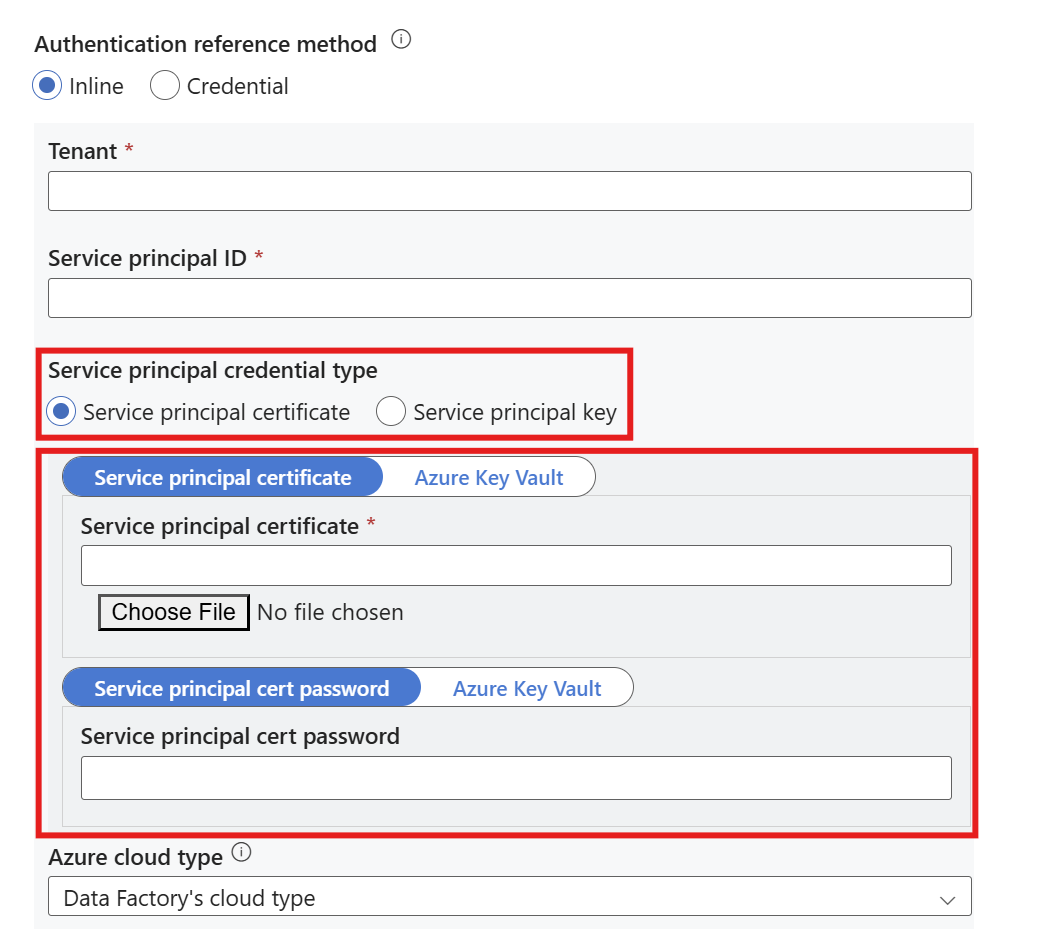 Authentication reference method
Inline Credential
Tenant *
Service principal ID *
Service principal credential type
Service principal certificate Service principal key
Service principal certificate Azure Key Vault
Service principal certificate *
Choose File No file chosen
Service principal cert password Azure Key Vault
Service principal cert password
Azure cloud type
Data Factory's cloud type